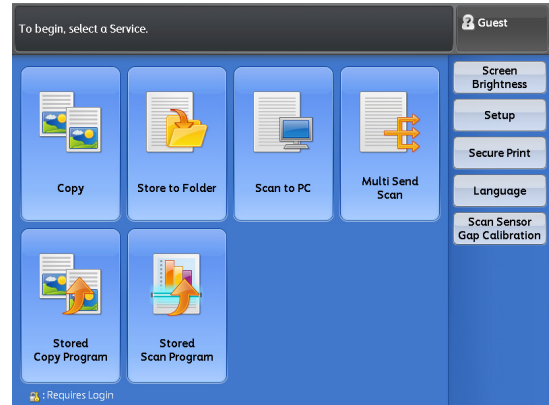 To begin, select a Service.
Guest
Copy
Store to Folder
Scan to PC
Multi Send
Scan
Stored
Copy Program
Stored
Scan Program
Screen
Brightness
Setup
Secure Print
Language
Scan Sensor
Gap Calibration
: Requires Login